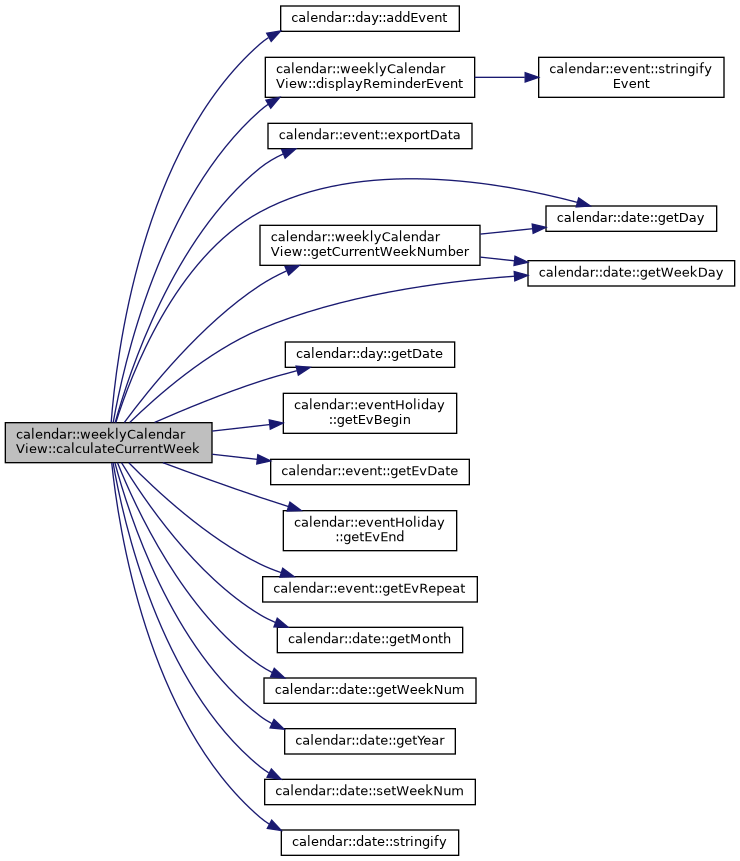 calendar::day::addEvent
calendar::weeklyCalendar
View::displayReminderEvent
calendar::event::stringify
Event
calendar::event::exportData
calendar::date::getDay
calendar::weeklyCalendar
View::getCurrentWeekNumber
calendar::date::getWeekDay
calendar::day::getDate
calendar::eventHoliday
::getEvBegin
calendar::weeklyCalendar
View::calculateCurrentWeek
calendar::event::getEvDate
calendar::eventHoliday
::getEvEnd
calendar::event::getEvRepeat
calendar::date::getMonth
calendar::date::getWeekNum
calendar::date::getYear
calendar::date::setWeekNum
calendar::date::stringify